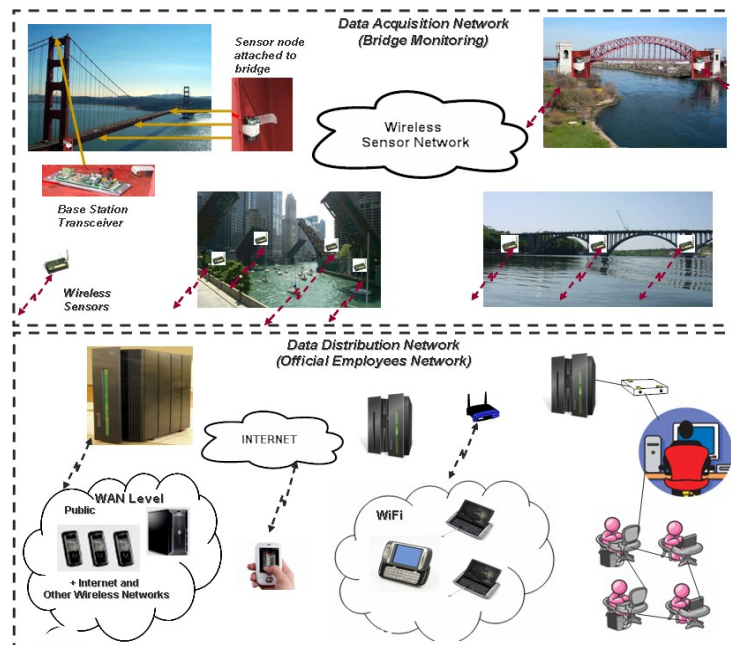 Data Acquisition Network
(Bridge Monitoring)
Sensor node
attached to
bridge
Wireless
Sensor Network
Base Station
Transceiver
Wireless
Sensors
Data Distribution Network
(Official Employees Network)
INTERNET
WAN Level
Public
+ Internet and
Other Wireless Networks
WiFi